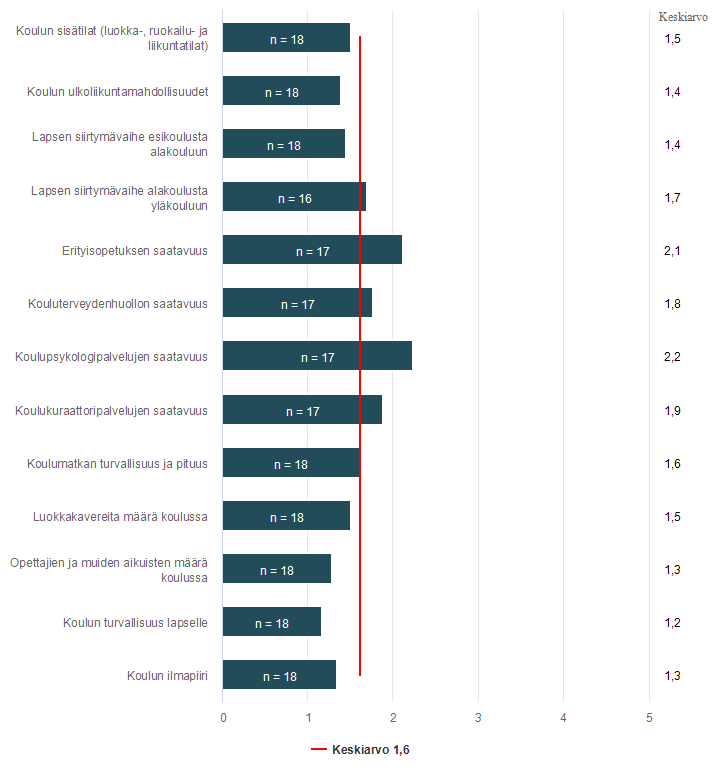 Keskiarvo
Koulun sisätilat (luokka-, ruokailu- ja
liikuntatilat)
n = 18
1,5
Koulun ulkoliikuntamahdollisuudet
n = 18
1,4
Lapsen siirtymävaihe esikoulusta
alakouluun
n = 18
1,4
Lapsen siirtymävaihe alakoulusta
yläkouluun
n = 16
1,7
Erityisopetuksen saatavuus
n = 17
2,1
Kouluterveydenhuollon saatavuus
n = 17
1,8
Koulupsykologipalvelujen saatavuus
n = 17
2,2
Koulukuraattoripalvelujen saatavuus
n = 17
1,9
Koulumatkan turvallisuus ja pituus
n = 18
1,6
Luokkakavereita määrä koulussa
n = 18
1,5
Opettajien ja muiden aikuisten määrä
koulussa
n = 18
1,3
Koulun turvallisuus lapselle
n = 18
1,2
Koulun ilmapiiri
n = 18
1,3
0 1 2 3 4 5
Keskiarvo 1,6